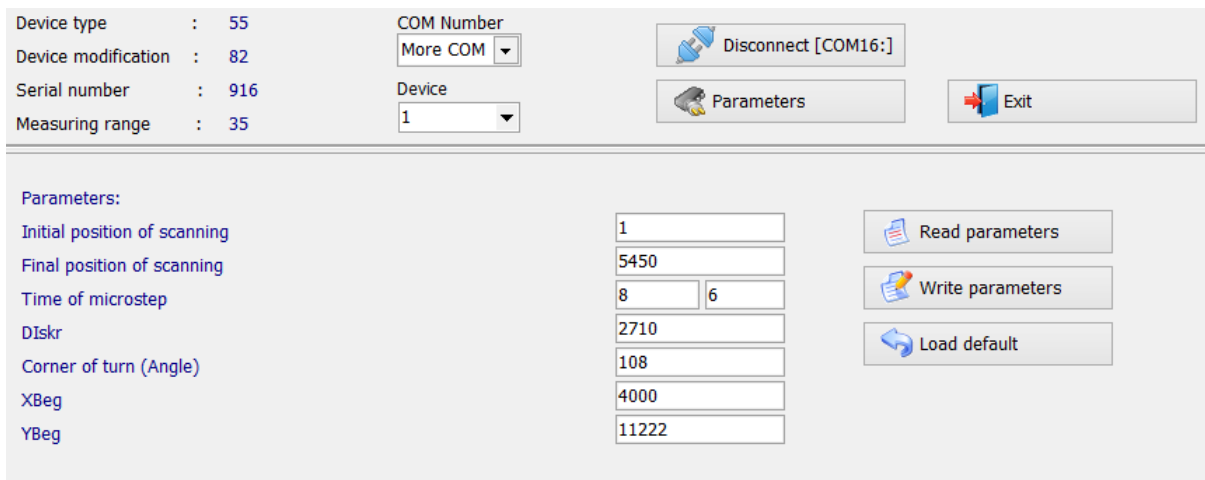 Device type : 55
Device modification : 82
Serial number : 916
Measuring range : 35
COM Number
More COM
Device
1
Disconnect [COM16:]
Parameters
Exit
Parameters:
Initial position of scanning 1
Final position of scanning 5450
Time of microstep 8 6
DIskr 2710
Corner of turn (Angle) 108
XBeg 4000
YBeg 11222
Read parameters
Write parameters
Load default